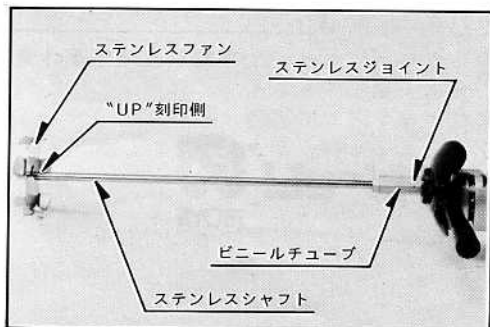 ステンレスファン
ステンレスジョイント
“UP”刻印側
ビニールチューブ
ステンレスシャフト